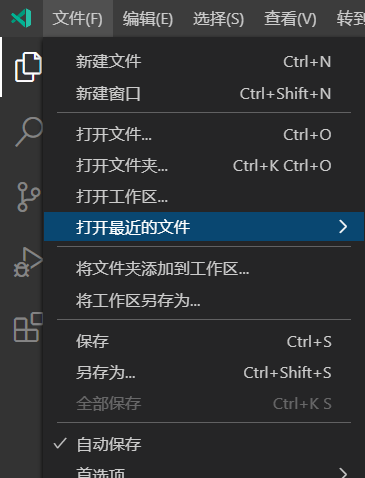 文件(F) 编辑(E) 选择(S) 查看(V) 转到
新建文件 Ctrl+N
新建窗口 Ctrl+Shift+N
打开文件... Ctrl+O
打开文件夹... Ctrl+K Ctrl+O
打开工作区...
打开最近的文件
将文件夹添加到工作区...
将工作区另存为...
保存 Ctrl+S
另存为... Ctrl+Shift+S
全部保存 Ctrl+K S
自动保存
首选项